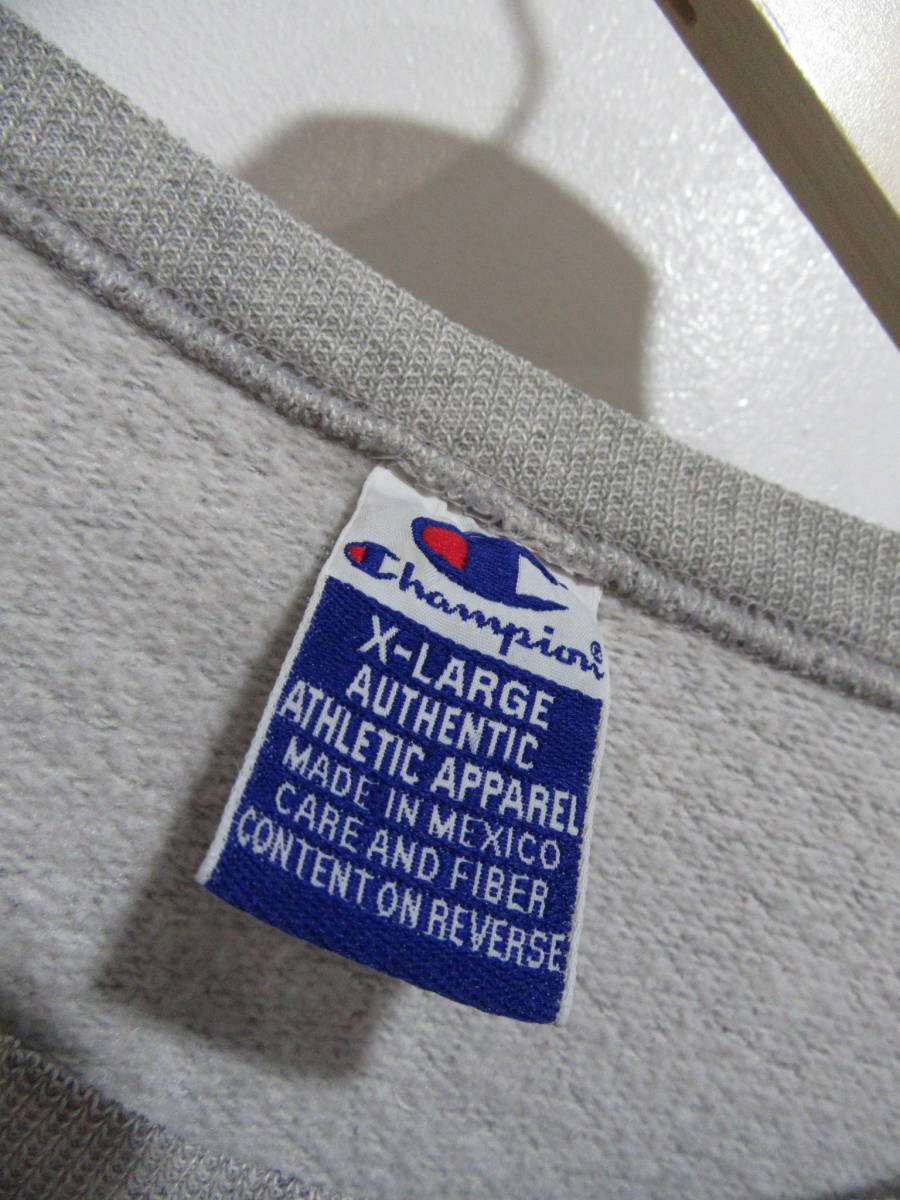 Champion®
X-LARGE
AUTHENTIC
ATHLETIC APPAREL
MADE IN MEXICO
CARE AND FIBER
CONTENT ON REVERSE